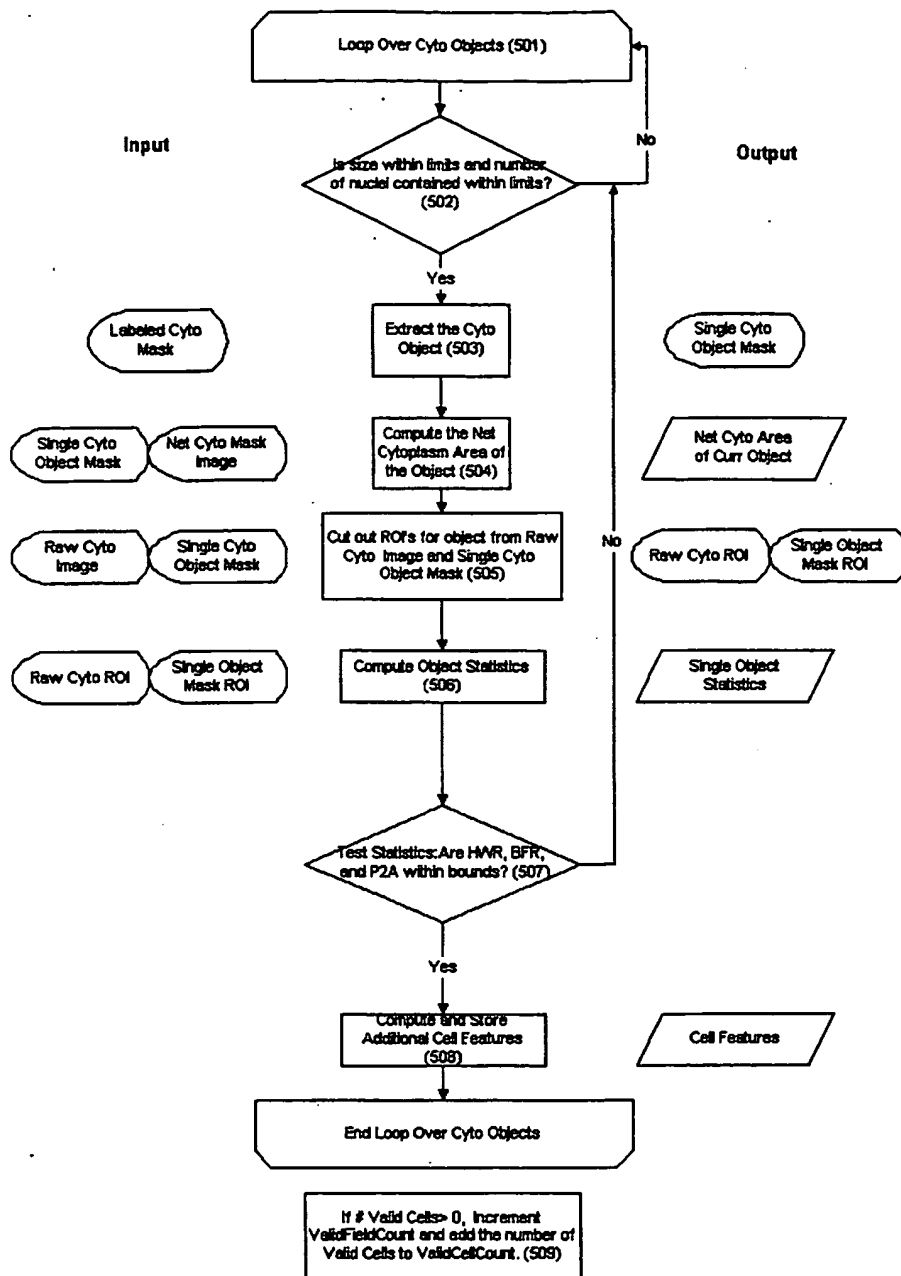 Loop Over Cyto Objects (501)
Input
No
Output
Is size within limits and number
of nuclei contained within limits?
(502)
Yes
Labeled Cyto
Mask
Extract the Cyto
Object (503)
Single Cyto
Object Mask
Single Cyto
Object Mask
Net Cyto Mask
Image
Compute the Net
Cytoplasm Area of
the Object (504)
Net Cyto Area
of Curr Object
Raw Cyto
Image
Single Cyto
Object Mask
Cut out ROI's for object from Raw
Cyto Image and Single Cyto
Object Mask (505)
No
Raw Cyto ROI
Single Object
Mask ROI
Raw Cyto ROI
Single Object
Mask ROI
Compute Object Statistics
(506)
Single Object
Statistics
Test Statistics:Are HWR, BFR,
and P2A within bounds? (507)
Yes
Compute and Store
Additional Cell Features
(508)
Cell Features
End Loop Over Cyto Objects
If # Valid Cells> 0, Increment
ValidFieldCount and add the number of
Valid Cells to ValidCellCount. (509)